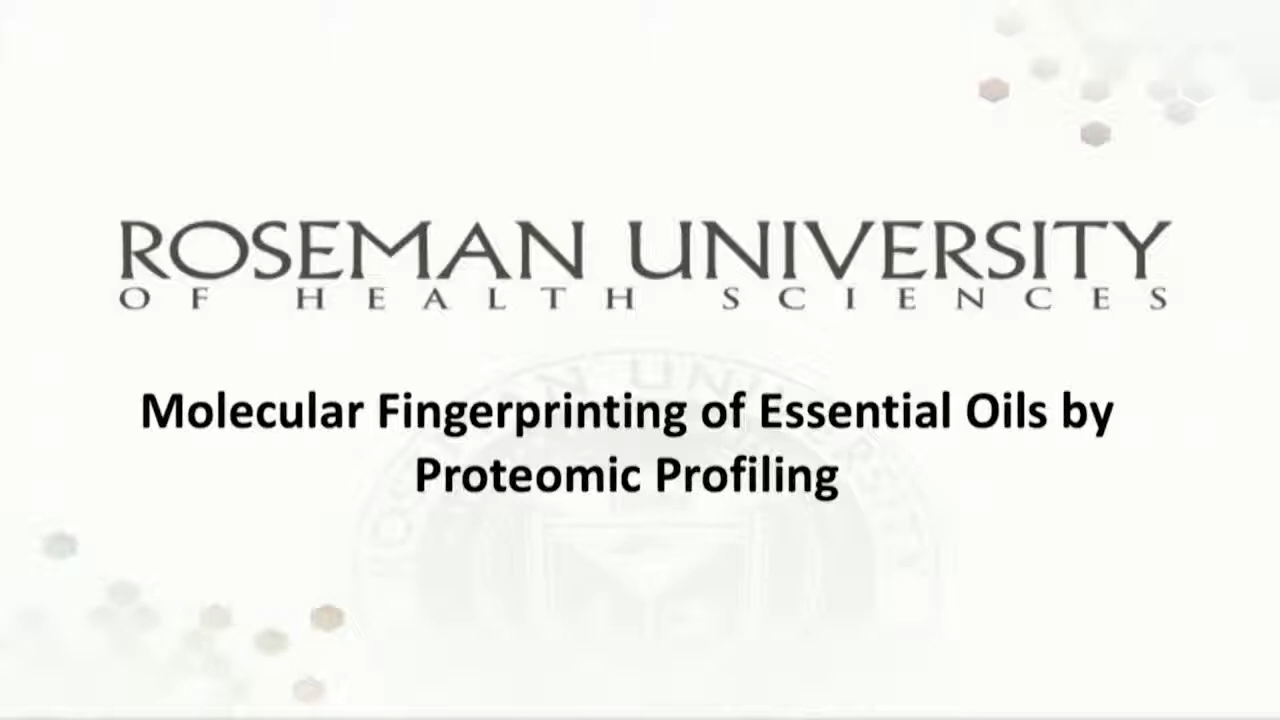 ROSEMAN UNIVERSITY
OF HEALTH SCIENCES
Molecular Fingerprinting of Essential Oils by
Proteomic Profiling